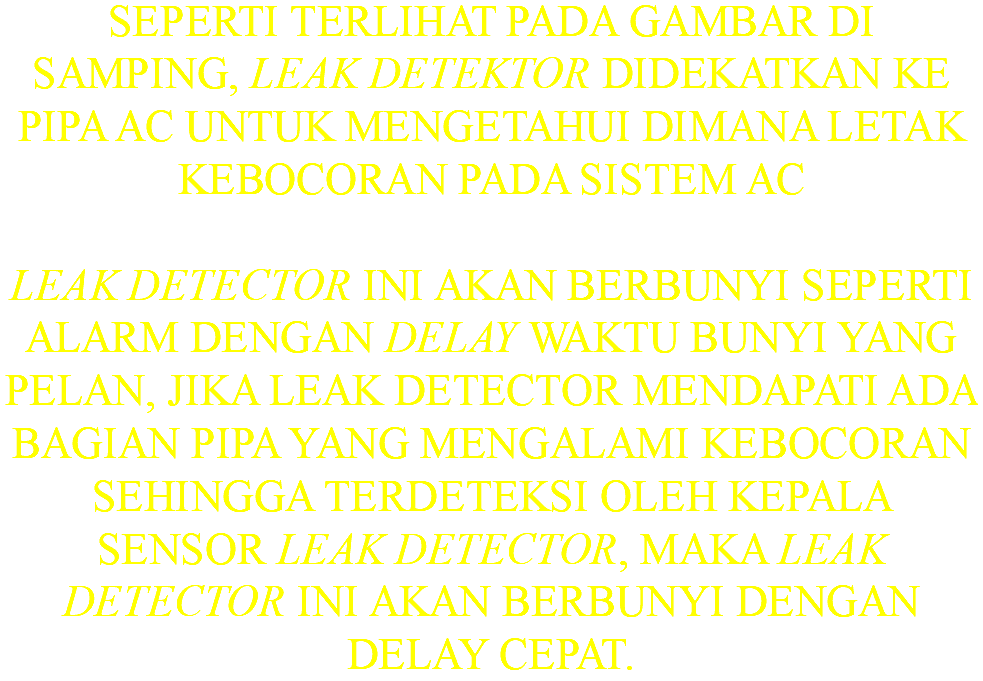 SEPERTI TERLIHAT PADA GAMBAR DI
SAMPING, LEAK DETEKTOR DIDEKATKAN KE
PIPA AC UNTUK MENGETAHUI DIMANA LETAK
KEBOCORAN PADA SISTEM AC
LEAK DETECTOR INI AKAN BERBUNYI SEPERTI
ALARM DENGAN DELAY WAKTU BUNYI YANG
PELAN, JIKA LEAK DETECTOR MENDAPATI ADA
BAGIAN PIPA YANG MENGALAMI KEBOCORAN
SEHINGGA TERDETEKSI OLEH KEPALA
SENSOR LEAK DETECTOR, MAKA LEAK
DETECTOR INI AKAN BERBUNYI DENGAN
DELAY CEPAT.